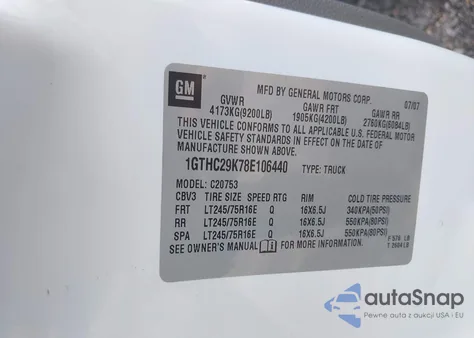 GM
MFD BY GENERAL MOTORS CORP. 07/07
GVWR GAWR FRT GAWR RR
4173KG(9200LB) 1905KG(4200LB) 2760KG(6084LB)
THIS VEHICLE CONFORMS TO ALL APPLICABLE U.S. FEDERAL MOTOR
VEHICLE SAFETY STANDARDS IN EFFECT ON THE DATE OF
MANUFACTURE SHOWN ABOVE.
1GTHC29K78E106440 TYPE: TRUCK
MODEL: C20753
CBV3 TIRE SIZE SPEED RTG RIM COLD TIRE PRESSURE
FRT LT245/75R16E Q 16X6.5J 340KPA(50PSI)
RR LT245/75R16E Q 16X6.5J 550KPA(80PSI)
SPA LT245/75R16E Q 16X6.5J 550KPA(80PSI)
SEE OWNER'S MANUAL FOR MORE INFORMATION.
autoSnap
Pewne auto z aukcji USA i EU